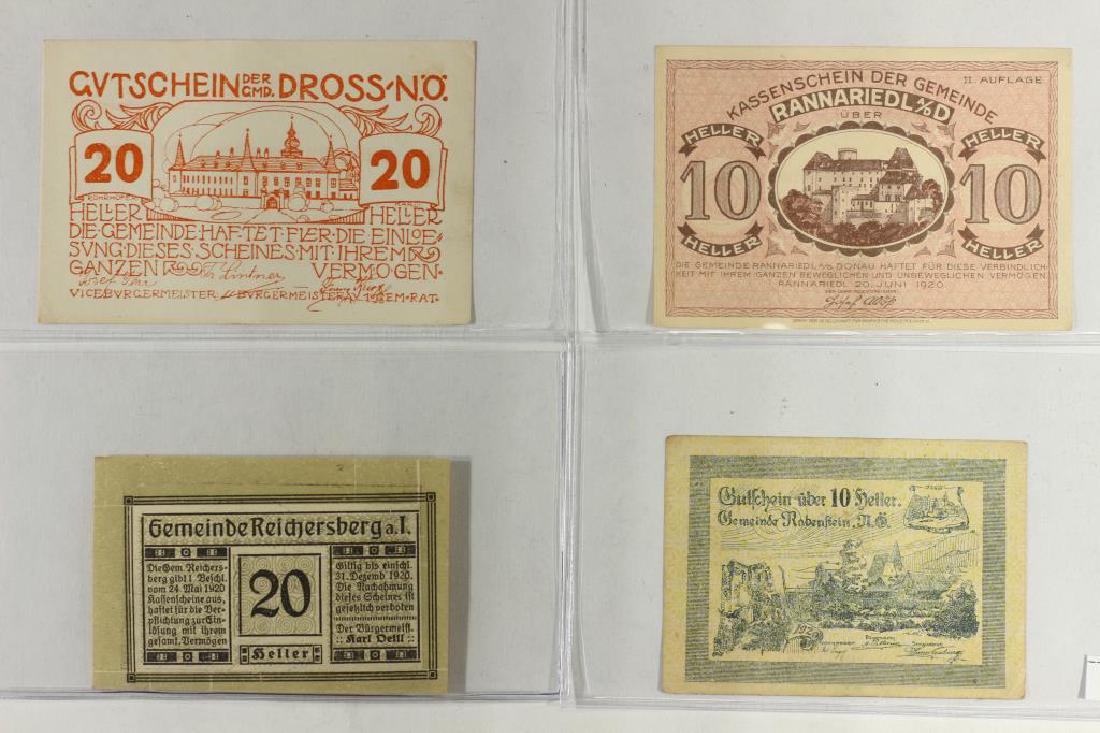 GVTSCHEIN DER GMD. DROSS-N.Ö.
20 20
HELLER HELLER
DIE GEMEINDE HAFTET FVER DIE EINLOE-
SVNG DIESES SCHEINES MIT IHREM
GANZEN VERMOGEN
VICEBVRGERMEISTER BVRGERMEISTER GEM. RAT.
II. AUFLAGE
KASSENSCHEIN DER GEMEINDE
RANNARIEDL A/D
ÜBER
HELLER HELLER
10 10
HELLER HELLER
DIE GEMEINDE RANNARIEDL A/D DONAU HAFTET FÜR DIESE VERBINDLICH-
KEIT MIT IHREM GANZEN BEWEGLICHEN UND UNBEWEGLICHEN VERMÖGEN.
RANNARIEDL 20. JUNI 1920
Gemeinde Reichersberg a. I.
Die Gem. Reichers-
berg gibt l. Beschl.
vom 24. Mai 1920
Kassenscheine aus,
haftet für die Ver-
pflichtung zur Ein-
lösung mit ihrem
gesamt. Vermögen
20
Heller
Giltig bis einschl.
31. Dezemb 1920.
Die Nachahmung
dieses Scheines ist
gesetzlich verboten
Der Bürgermeist.
:: Karl Oettl ::
Gutschein über 10 Heller.
Gemeinde Rabenstein, N.Ö.